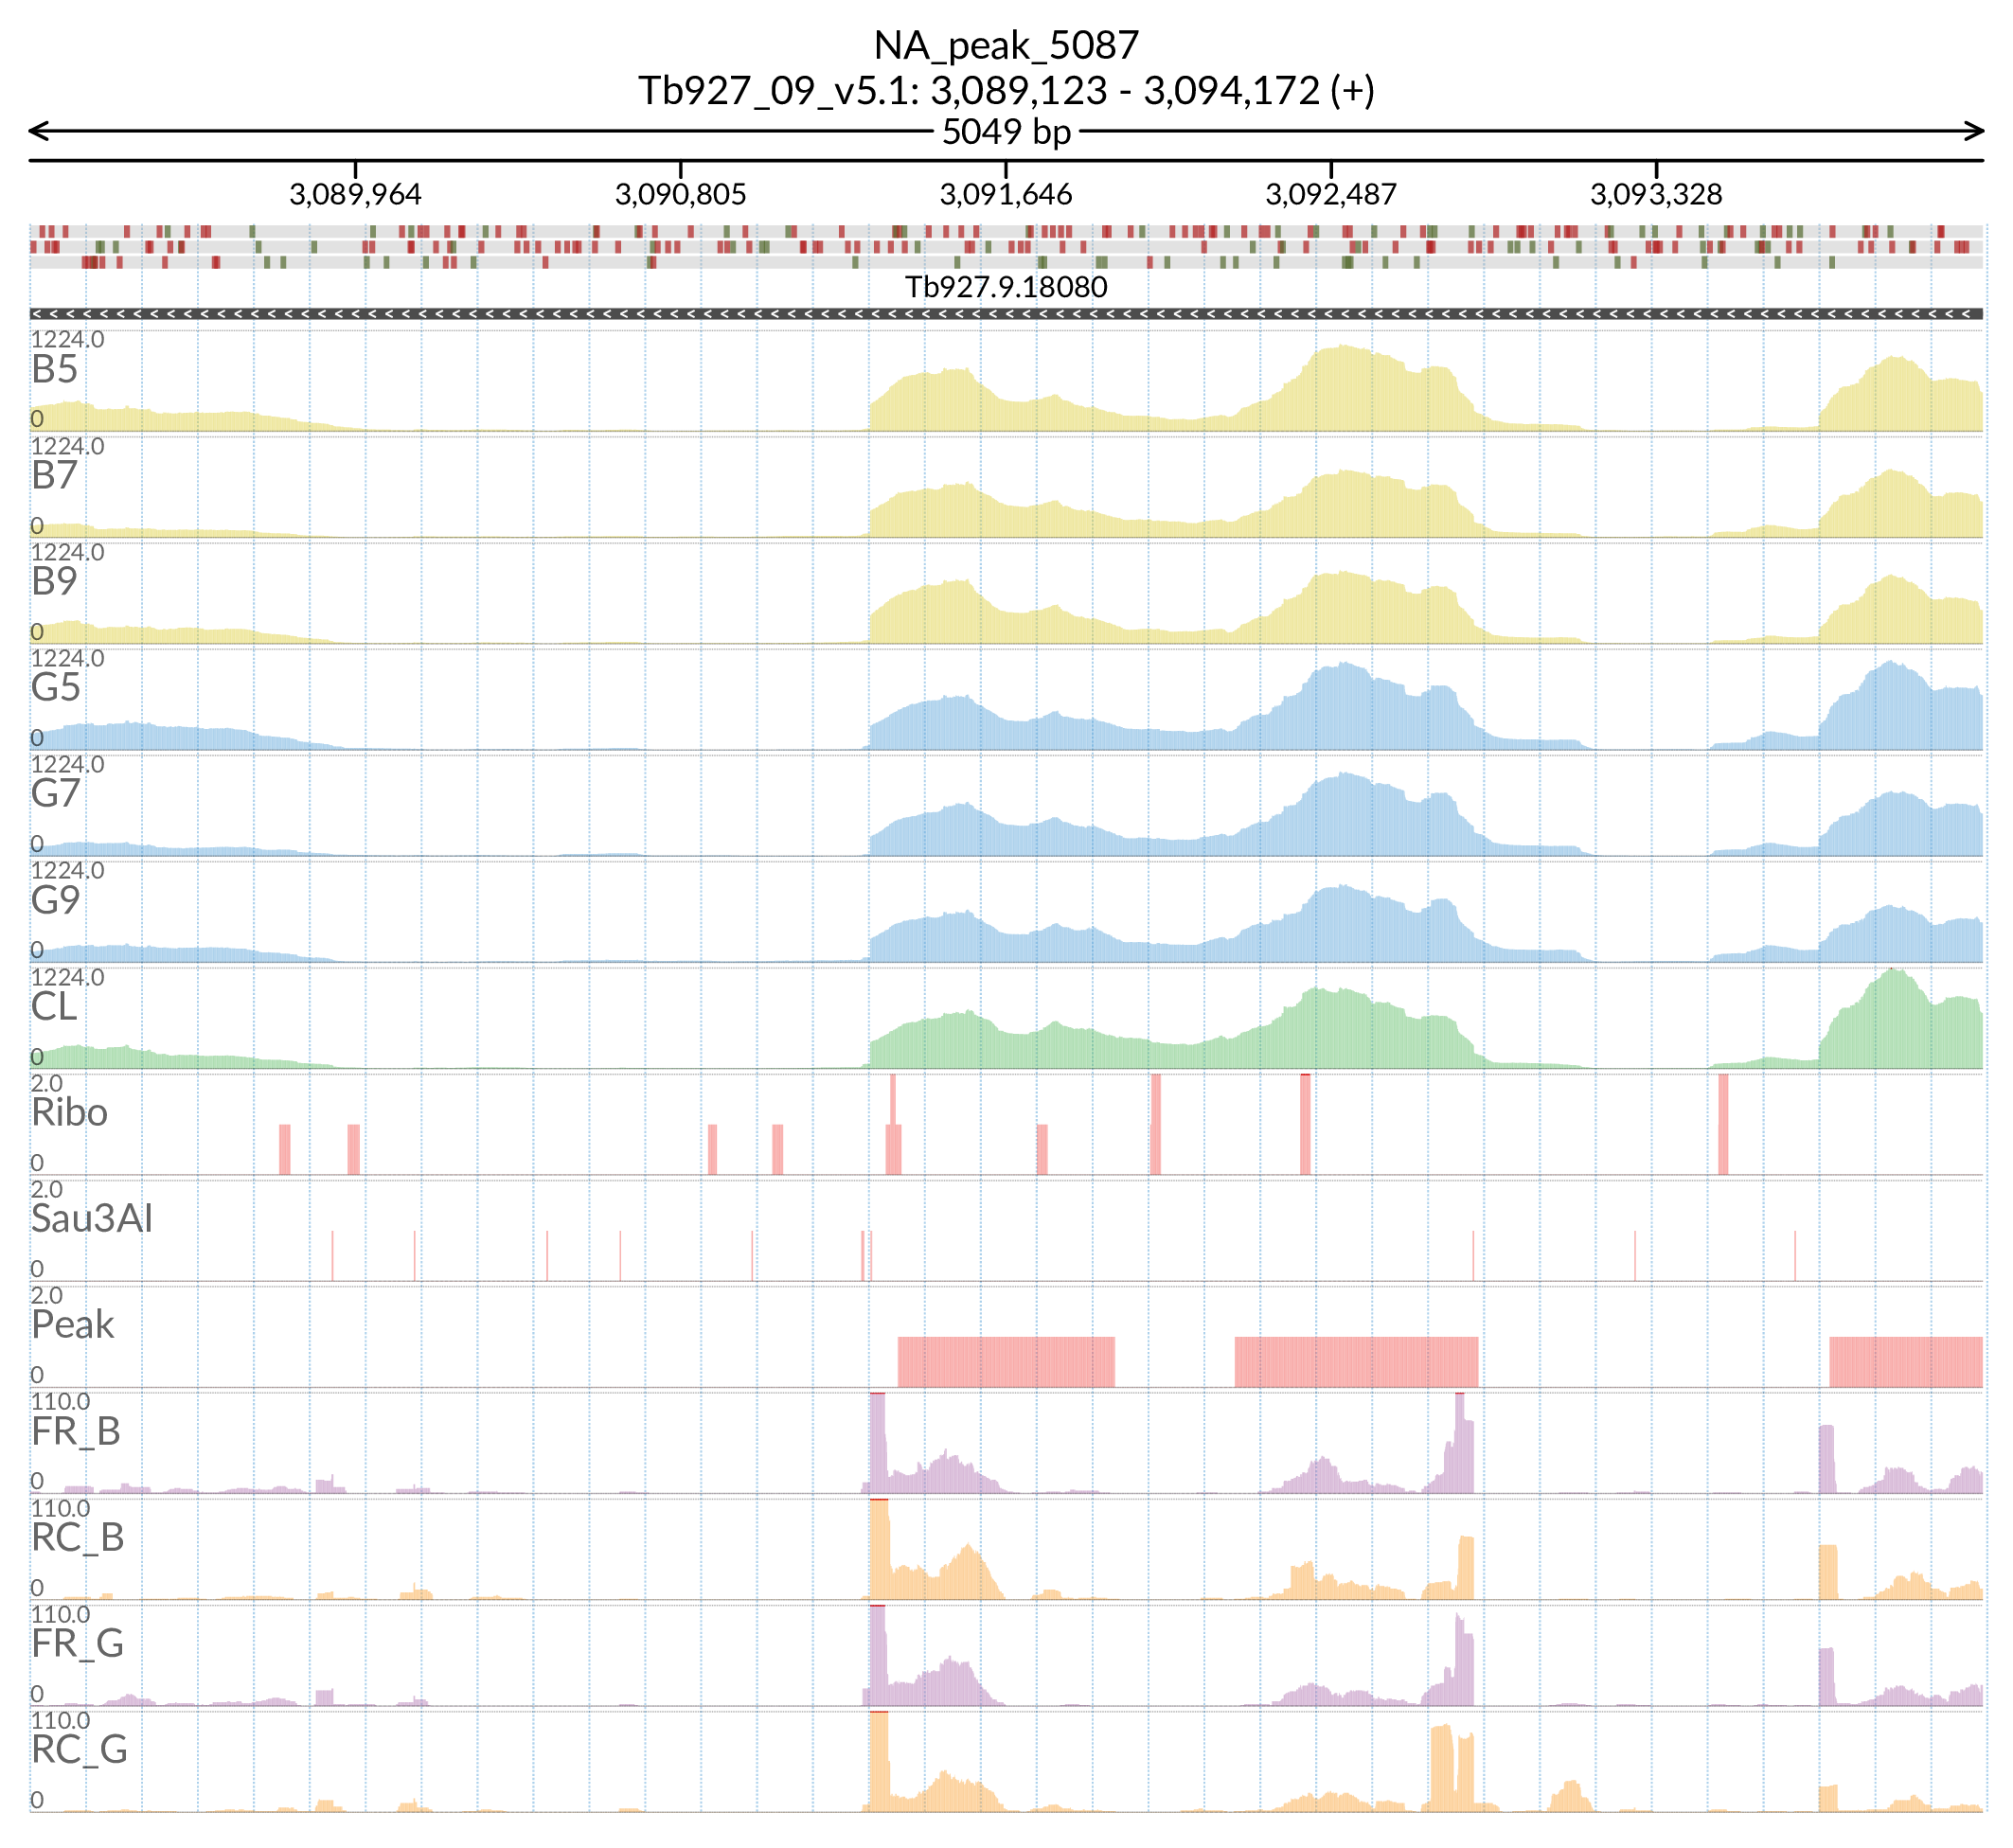 NA_peak_5087
Tb927_09_v5.1: 3,089,123 - 3,094,172 (+)
5049 bp
3,089,964 3,090,805 3,091,646 3,092,487 3,093,328
Tb927.9.18080
1224.0
B5
0
1224.0
B7
0
1224.0
B9
0
1224.0
G5
0
1224.0
G7
0
1224.0
G9
0
1224.0
CL
0
2.0
Ribo
0
2.0
Sau3AI
0
2.0
Peak
0
110.0
FR_B
0
110.0
RC_B
0
110.0
FR_G
0
110.0
RC_G
0